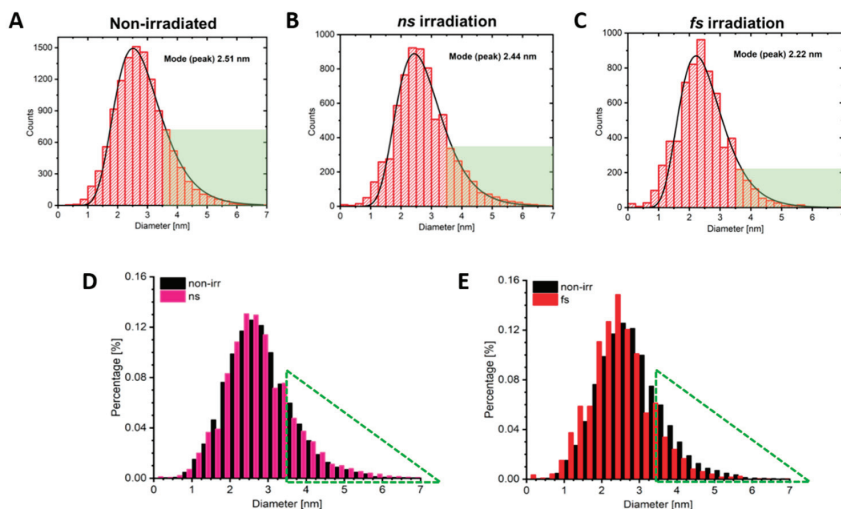 A
Non-irradiated
Mode (peak) 2.51 nm
Counts
1500
1200
900
600
300
0
0 1 2 3 4 5 6 7
Diameter [nm]
B
ns irradiation
Mode (peak) 2.44 nm
Counts
1000
800
600
400
200
0
0 1 2 3 4 5 6 7
Diameter [nm]
C
fs irradiation
Mode (peak) 2.22 nm
Counts
1000
800
600
400
200
0
0 1 2 3 4 5 6
Diameter [nm]
D
non-irr
ns
Percentage [%]
0.16
0.12
0.08
0.04
0.00
0 1 2 3 4 5 6 7
Diameter [nm]
E
non-irr
fs
Percentage [%]
0.16
0.12
0.08
0.04
0.00
0 1 2 3 4 5 6 7
Diameter [nm]